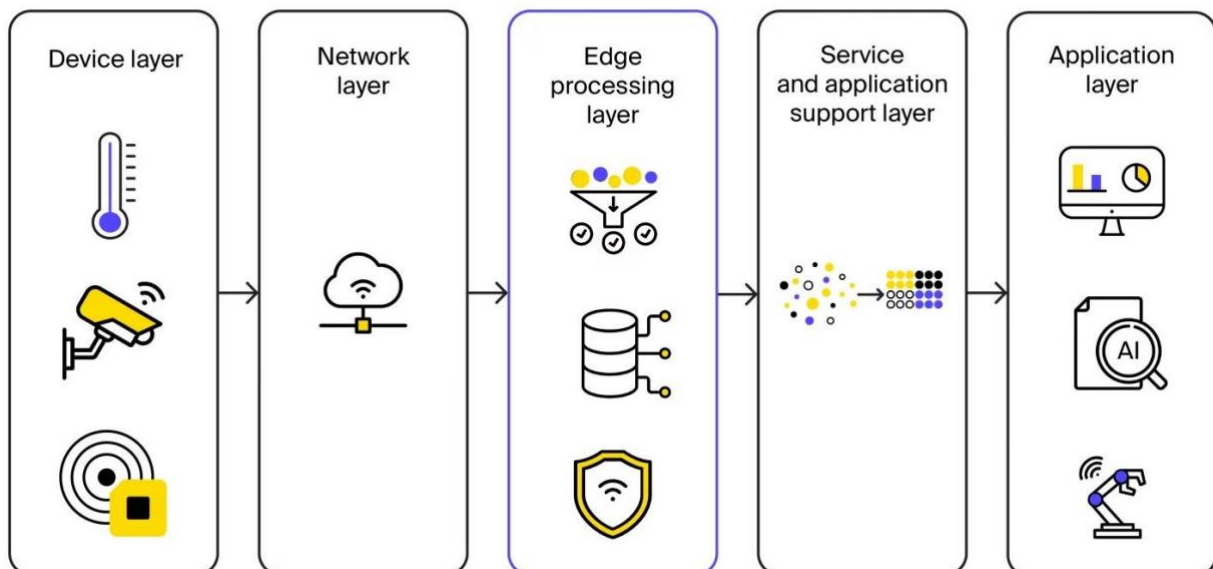 Device layer
Network
layer
Edge
processing
layer
Service
and application
support layer
Application
layer
AI